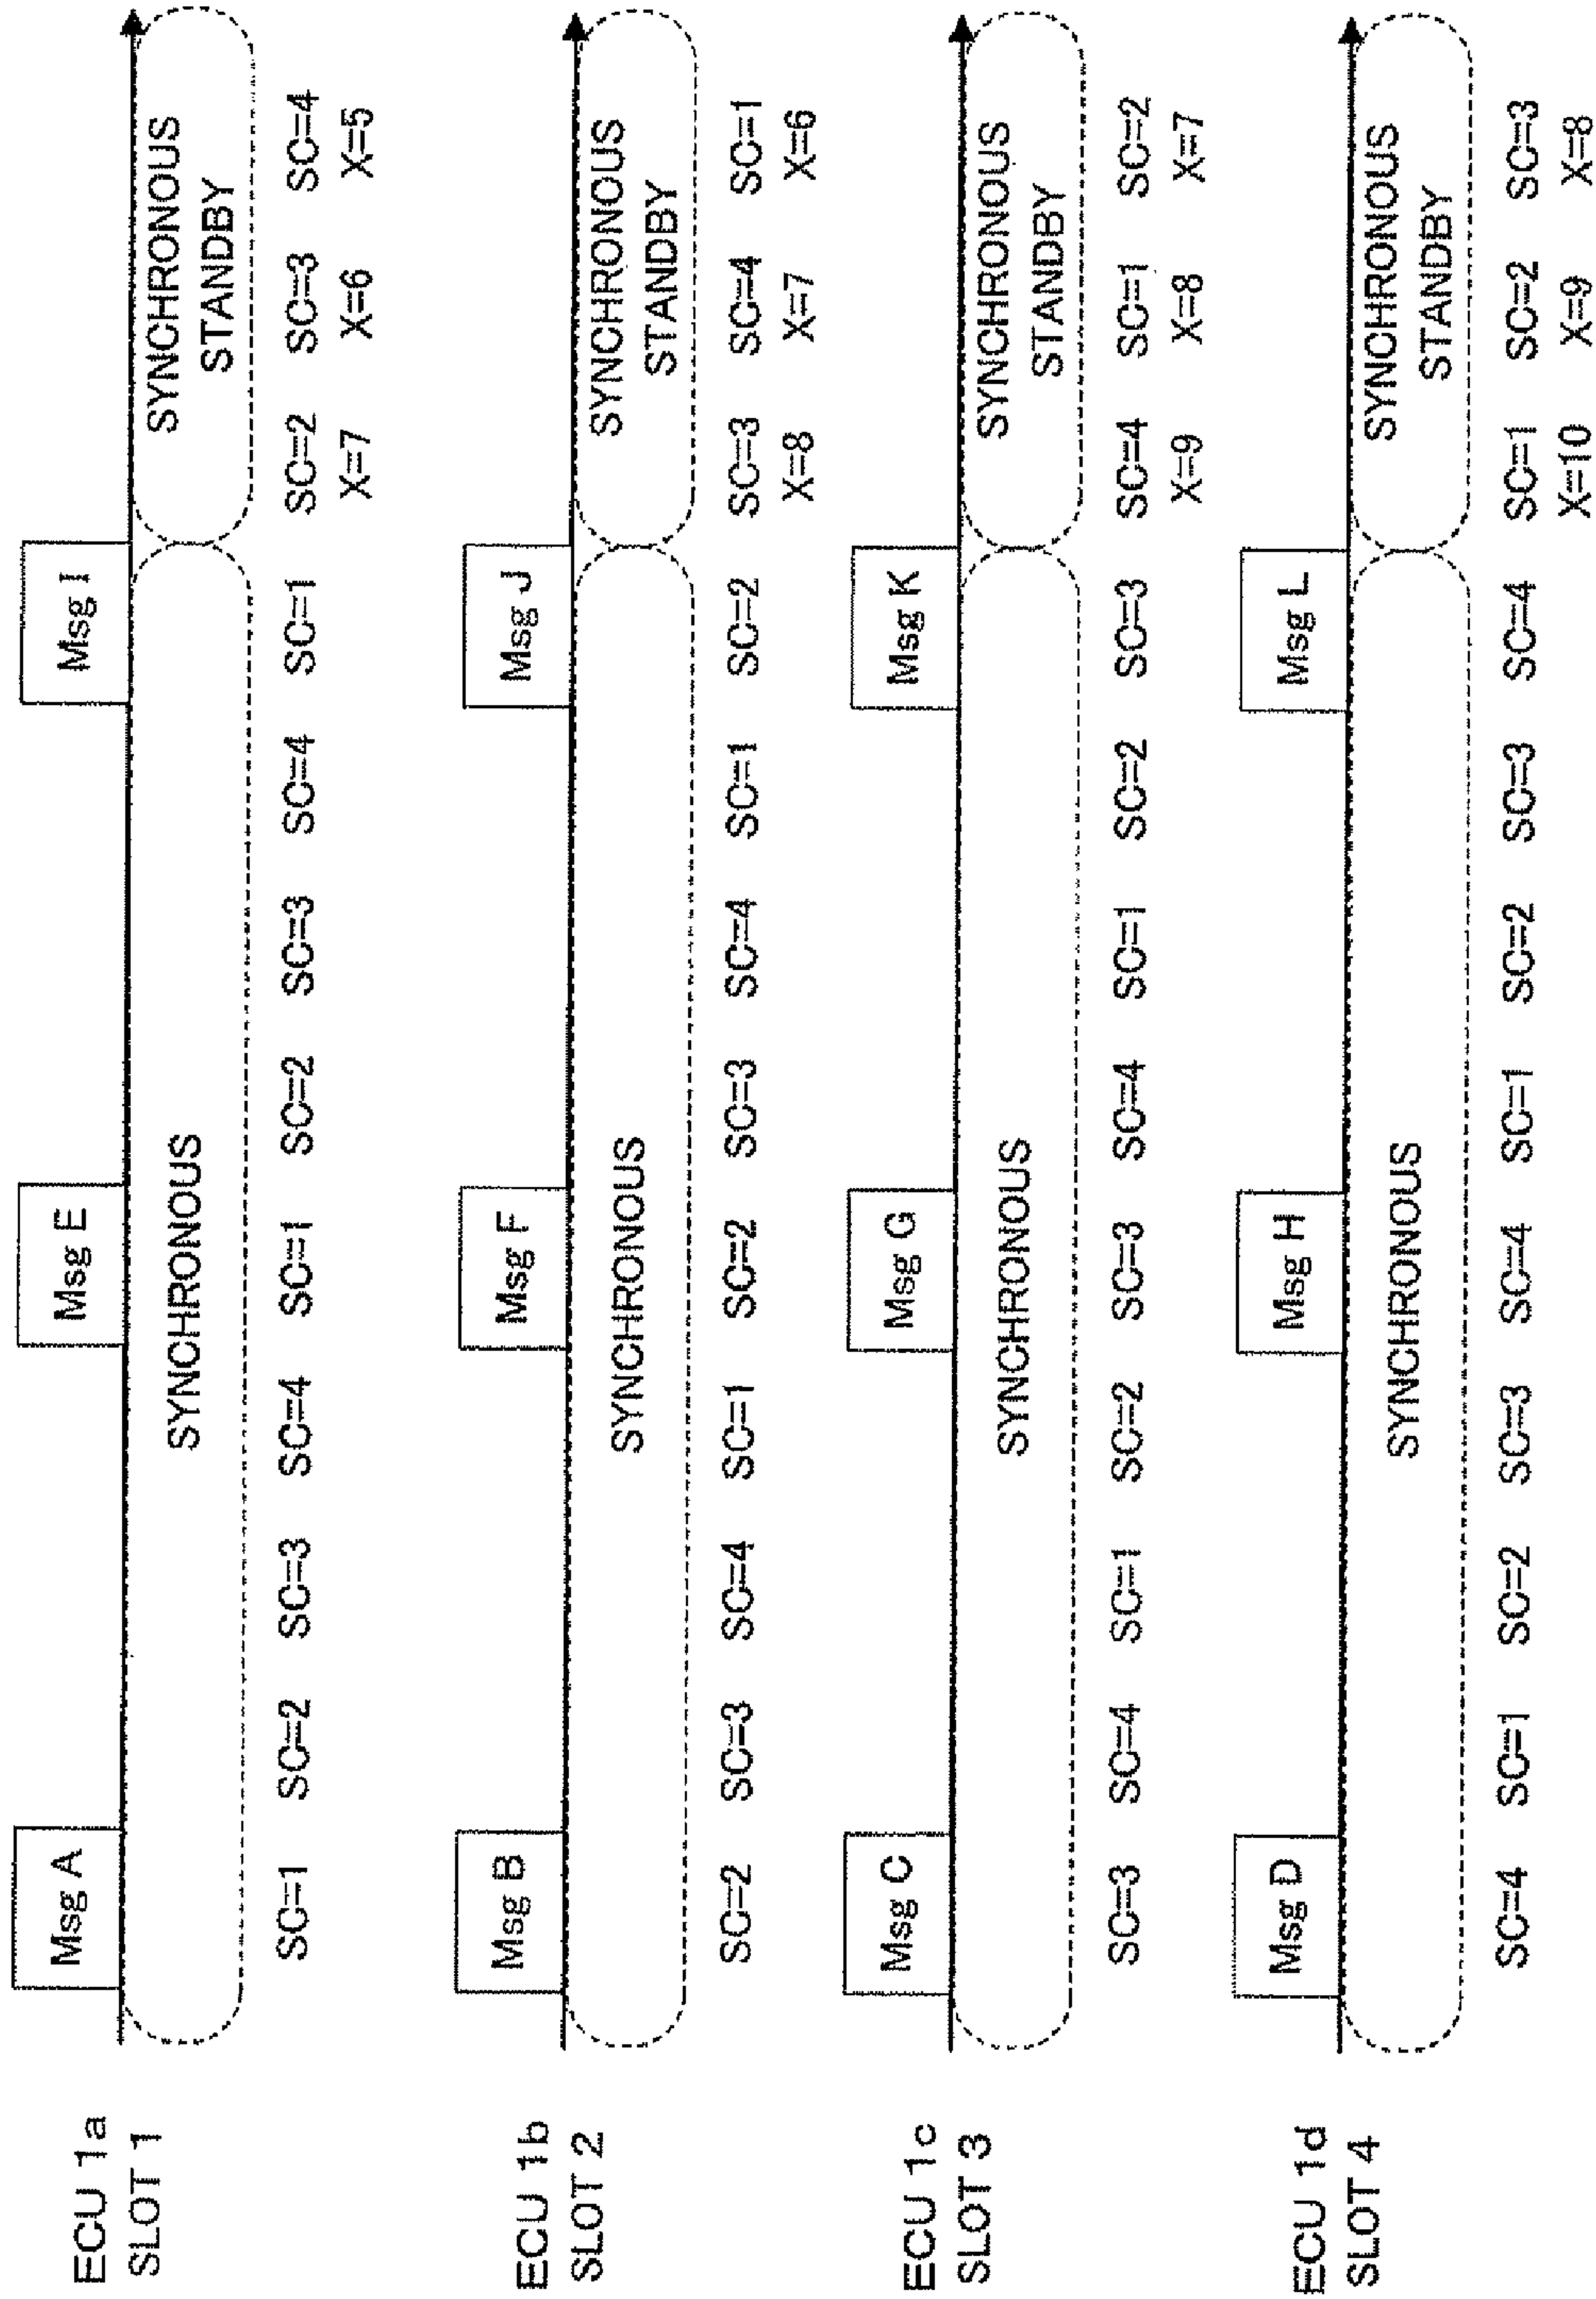 ECU 1a
SLOT 1
Msg A
Msg E
Msg I
SYNCHRONOUS
SYNCHRONOUS
STANDBY
SC=1 SC=2 SC=3 SC=4 SC=1 SC=2 SC=3 SC=4 SC=1 SC=2 SC=3 SC=4
X=7 X=6 X=5
ECU 1b
SLOT 2
Msg B
Msg F
Msg J
SYNCHRONOUS
SYNCHRONOUS
STANDBY
SC=2 SC=3 SC=4 SC=1 SC=2 SC=3 SC=4 SC=1 SC=2 SC=3 SC=4 SC=1
X=8 X=7 X=6
ECU 1c
SLOT 3
Msg C
Msg G
Msg K
SYNCHRONOUS
SYNCHRONOUS
STANDBY
SC=3 SC=4 SC=1 SC=2 SC=3 SC=4 SC=1 SC=2 SC=3 SC=4 SC=1 SC=2
X=9 X=8 X=7
ECU 1d
SLOT 4
Msg D
Msg H
Msg L
SYNCHRONOUS
SYNCHRONOUS
STANDBY
SC=4 SC=1 SC=2 SC=3 SC=4 SC=1 SC=2 SC=3 SC=4 SC=1 SC=2 SC=3
X=10 X=9 X=8